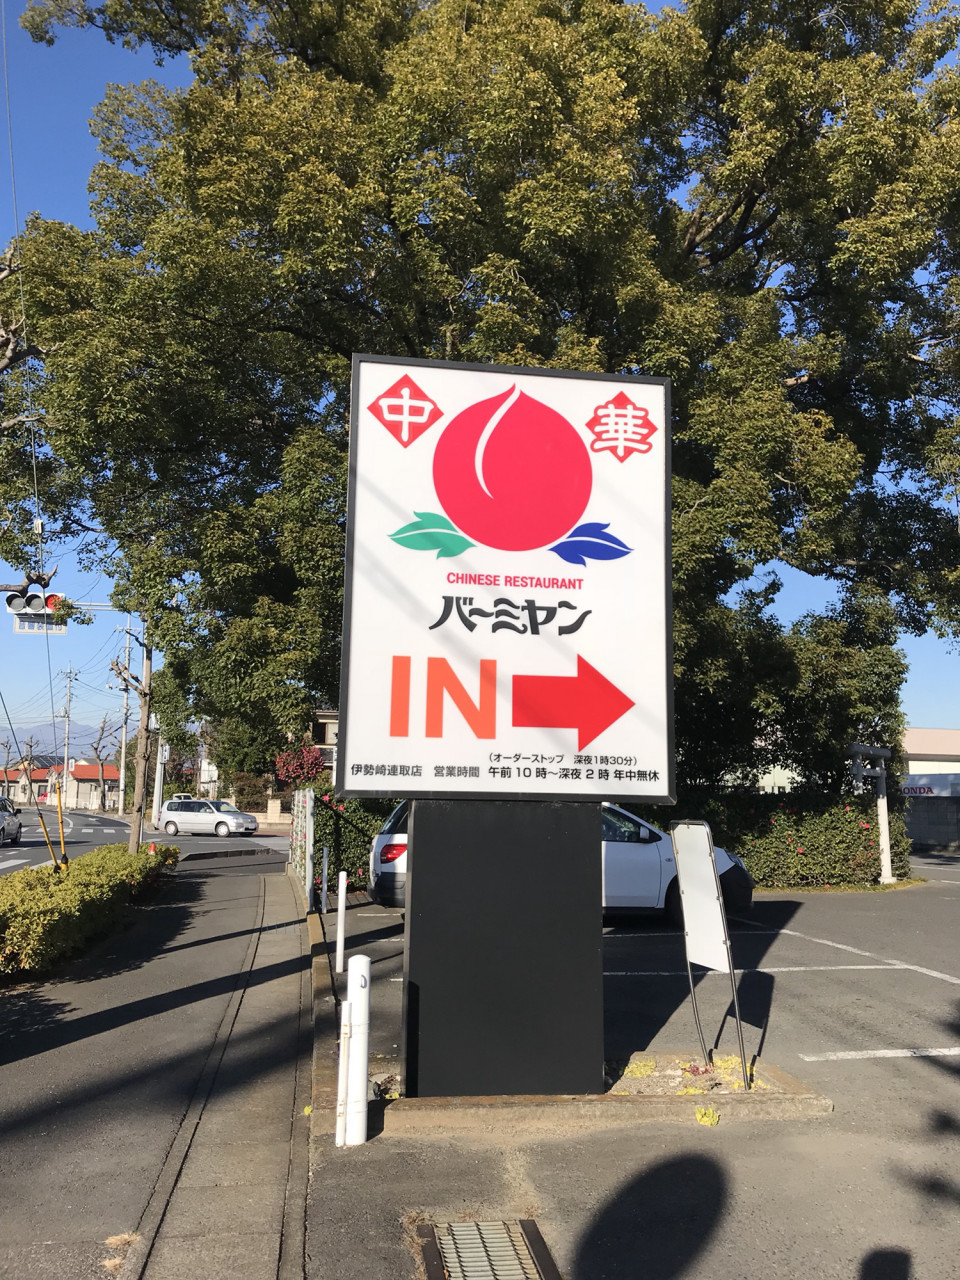 中 華
CHINESE RESTAURANT
バーミヤン
IN
(オーダーストップ 深夜1時30分)
伊勢崎連取店 営業時間 午前10時~深夜2時 年中無休
HONDA